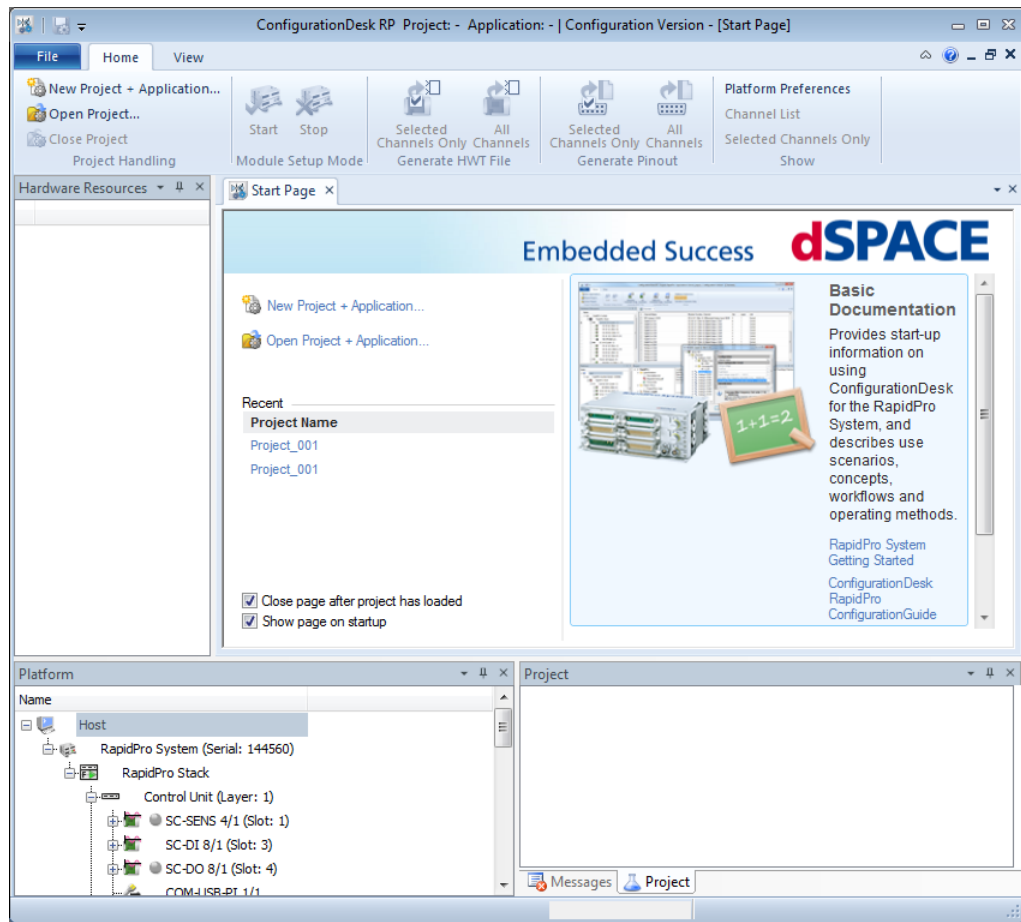 ConfigurationDesk RP Project: - Application: - | Configuration Version - [Start Page]
File Home View
New Project + Application...
Open Project...
Close Project
Project Handling
Start Stop
Module Setup Mode
Selected Channels Only
All Channels
Generate HWT File
Selected Channels Only
All Channels
Generate Pinout
Platform Preferences
Channel List
Selected Channels Only
Show
Hardware Resources
Start Page
Embedded Success dSPACE
New Project + Application...
Open Project + Application...
Recent
Project Name
Project_001
Project_001
Close page after project has loaded
Show page on startup
1+1=2
Basic
Documentation
Provides start-up
information on
using
ConfigurationDesk
for the RapidPro
System, and
describes use
scenarios,
concepts,
workflows and
operating methods.
RapidPro System
Getting Started
ConfigurationDesk
RapidPro
ConfigurationGuide
Platform
Name
Host
RapidPro System (Serial: 144560)
RapidPro Stack
Control Unit (Layer: 1)
SC-SENS 4/1 (Slot: 1)
SC-DI 8/1 (Slot: 3)
SC-DO 8/1 (Slot: 4)
COM-USB-PI 1/1
Project
Messages Project